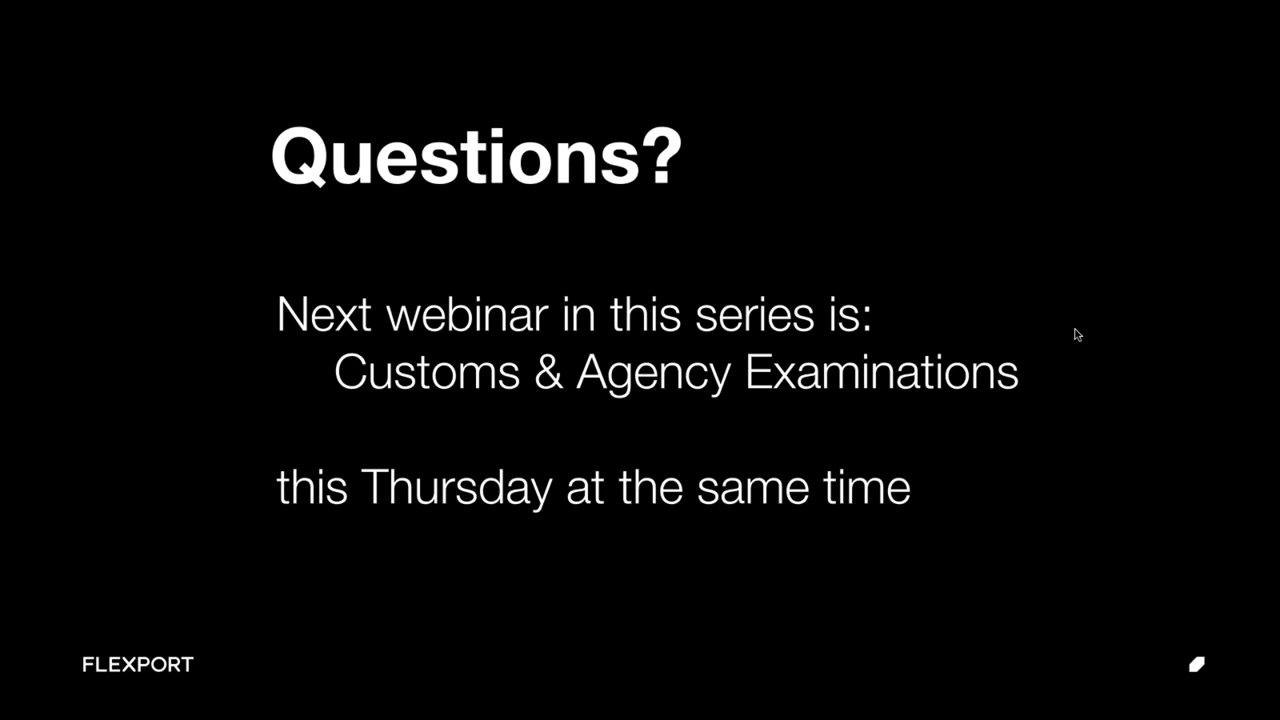 Questions?
Next webinar in this series is:
Customs & Agency Examinations
this Thursday at the same time
FLEXPORT